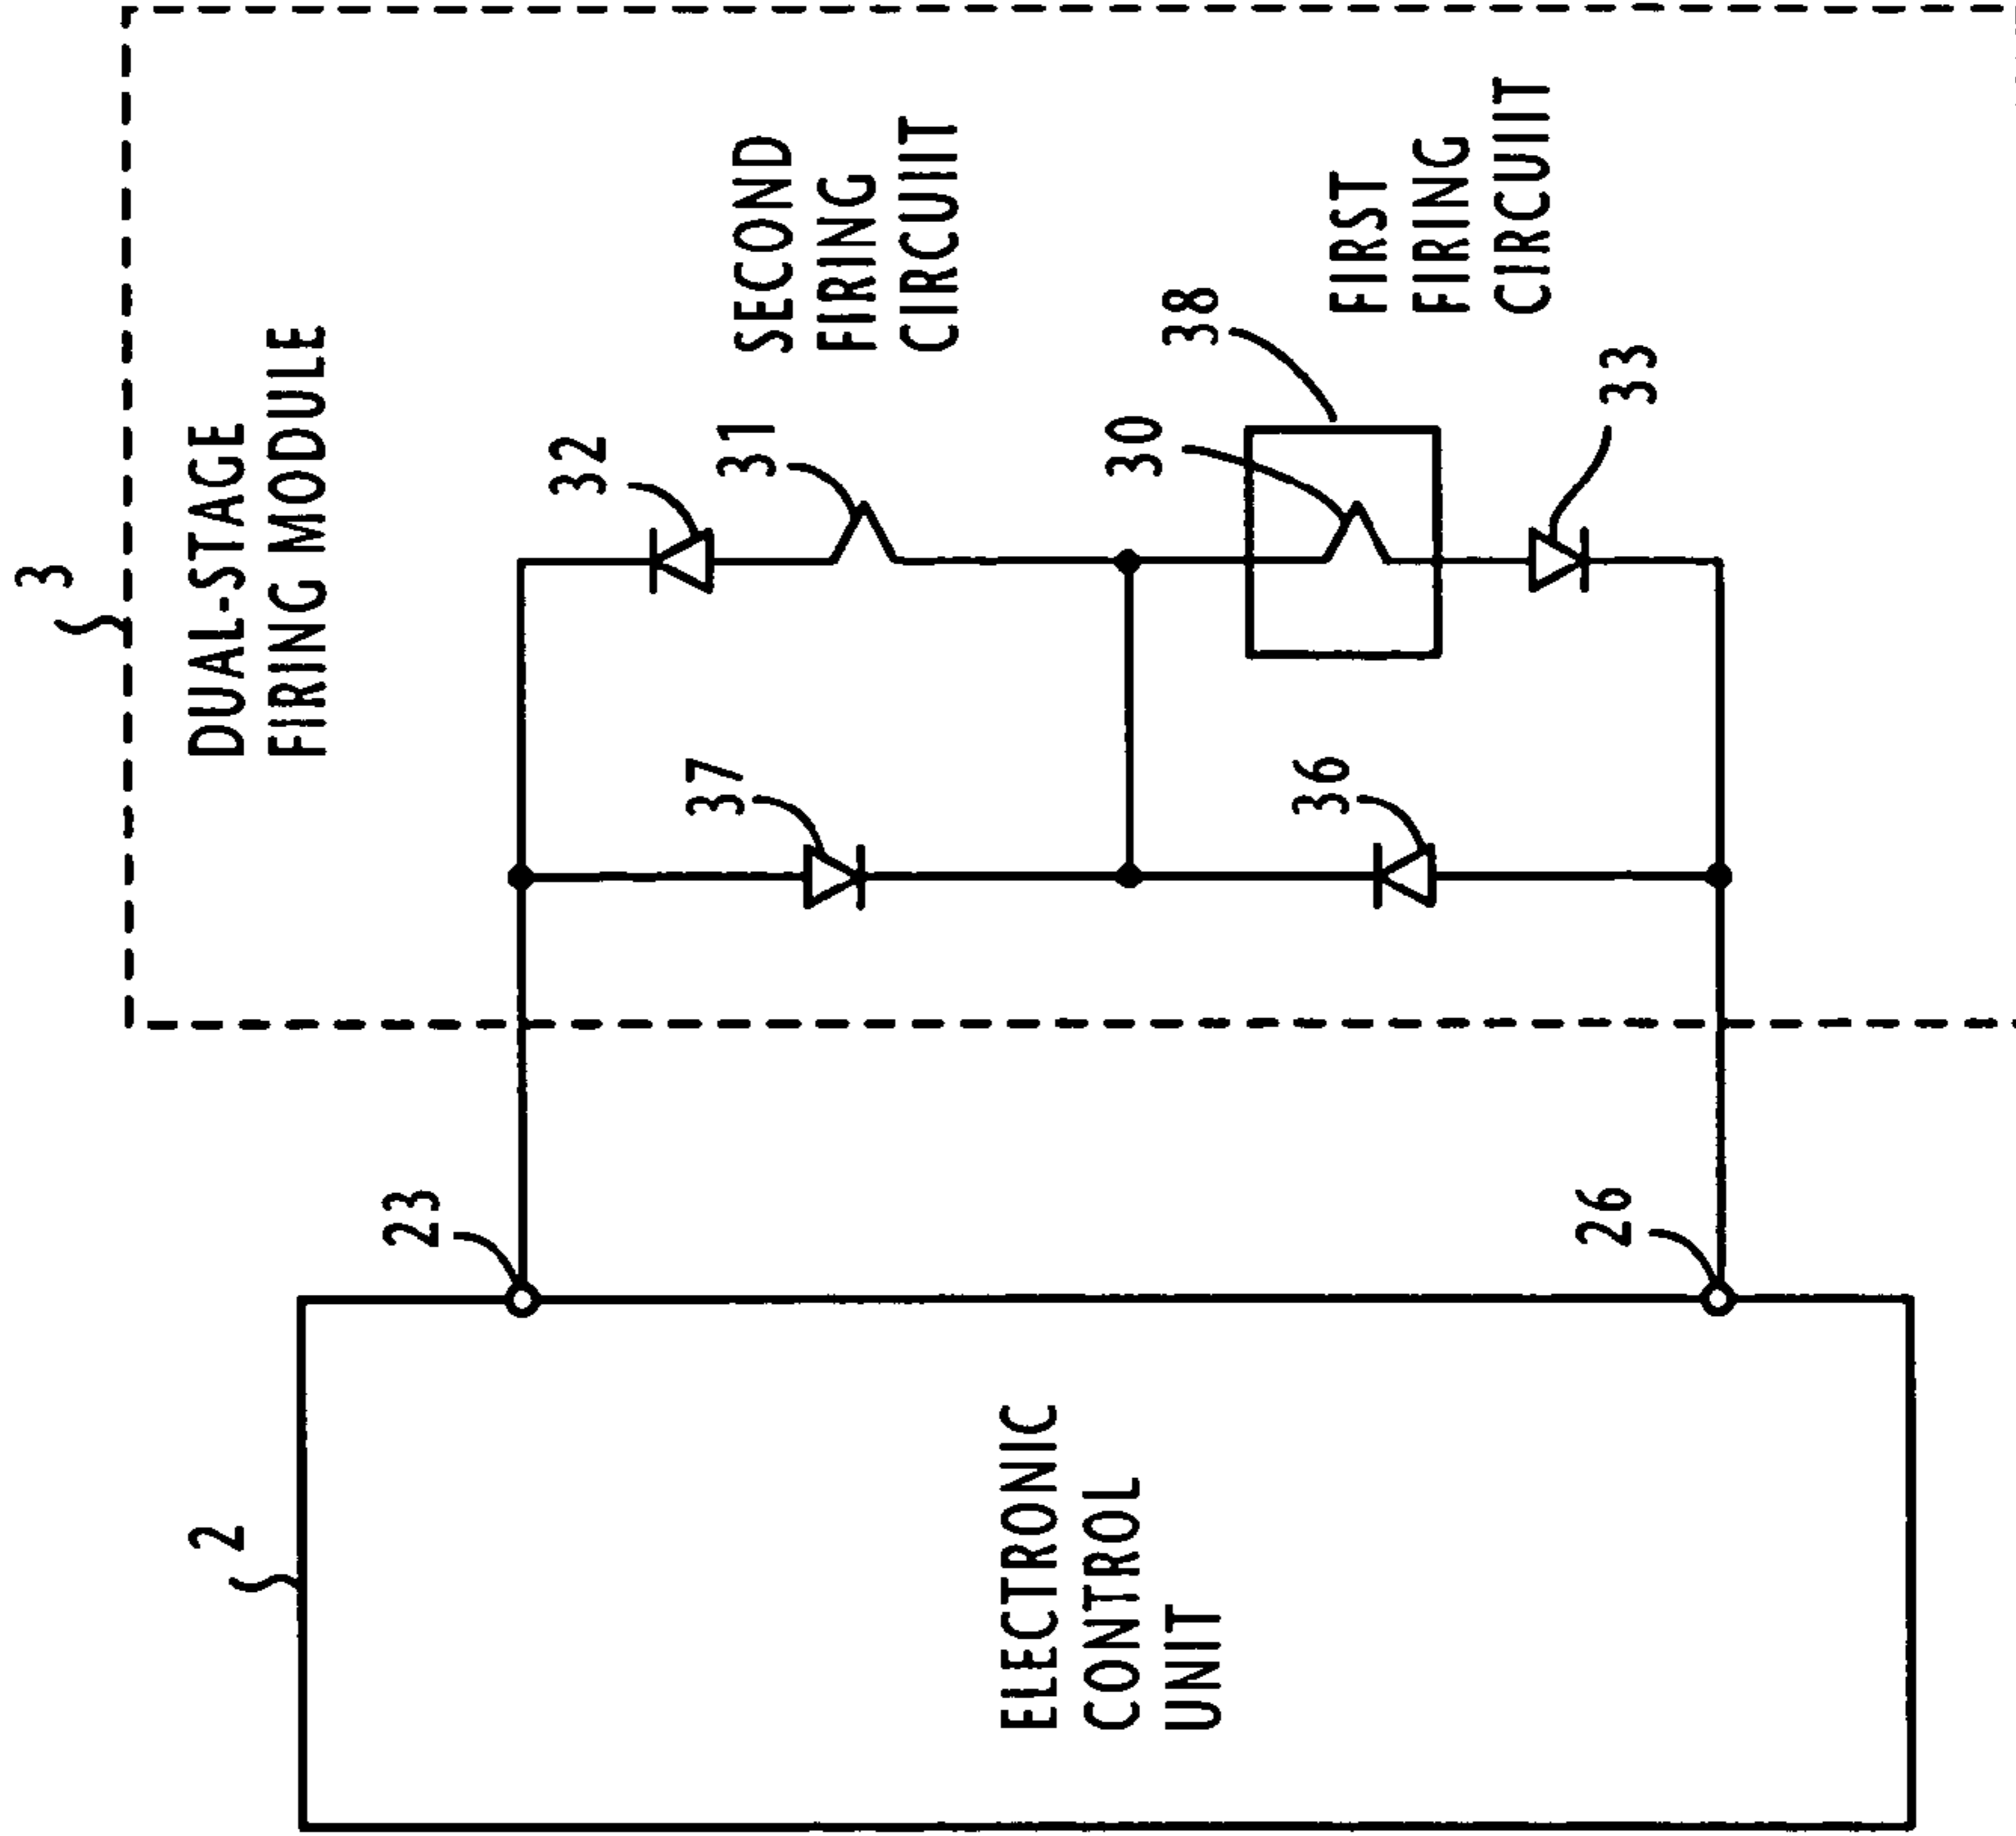 3
DUAL-STAGE
FIRING MODULE
2
23
37
32
31
SECOND
FIRING
CIRCUIIT
ELECTRONIC
CONTROL
UNIT
30
38
36
FIRST
FIRING
CIRCUIIT
26
33